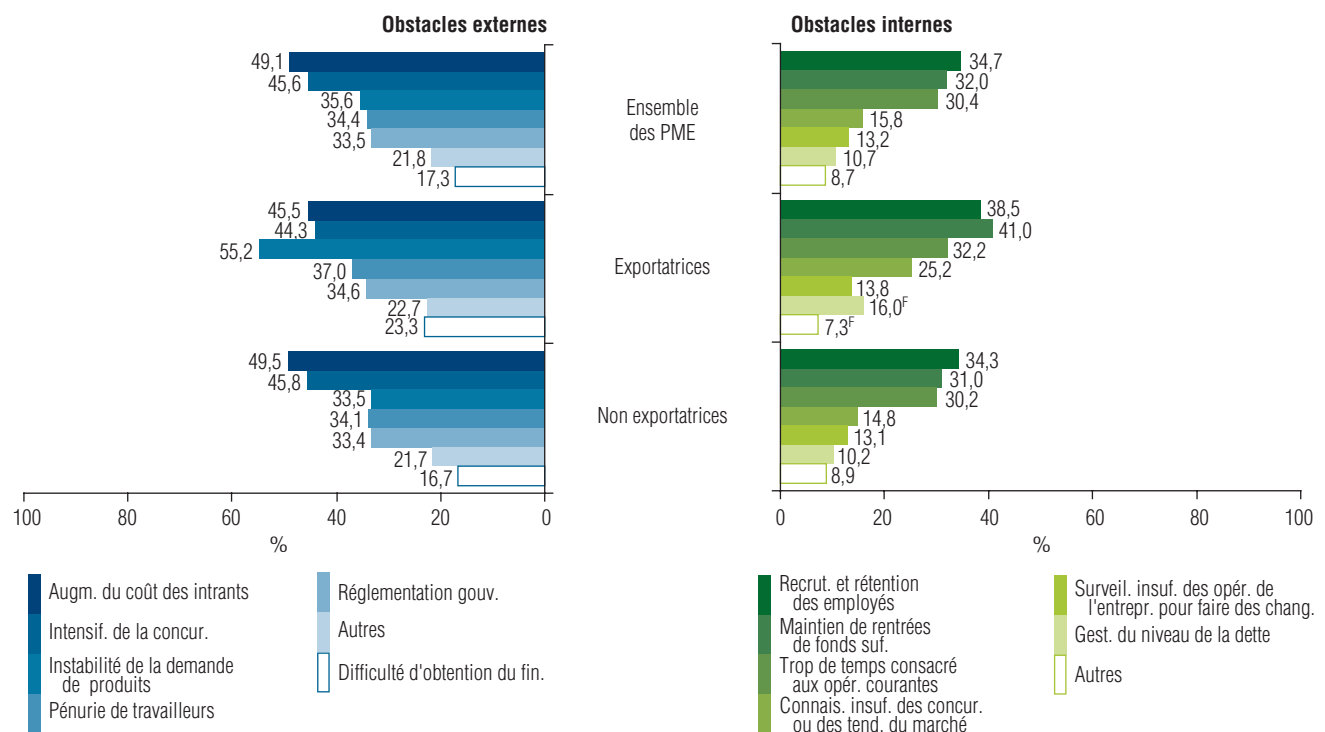 Obstacles externes
Obstacles internes
49,1
45,6
35,6
34,4
33,5
21,8
17,3
Ensemble
des PME
34,7
32,0
30,4
15,8
13,2
10,7
8,7
45,5
44,3
55,2
37,0
34,6
22,7
23,3
Exportatrices
38,5
41,0
32,2
25,2
13,8
16,0F
7,3F
49,5
45,8
33,5
34,1
33,4
21,7
16,7
Non exportatrices
34,3
31,0
30,2
14,8
13,1
10,2
8,9
100 80 60 40 20 0
%
0 20 40 60 80 100
%
Augm. du coût des intrants
Intensif. de la concur.
Instabilité de la demande
de produits
Pénurie de travailleurs
Réglementation gouv.
Autres
Difficulté d'obtention du fin.
Recrut. et rétention
des employés
Maintien de rentrées
de fonds suf.
Trop de temps consacré
aux opér. courantes
Connais. insuf. des concur.
ou des tend. du marché
Surveil. insuf. des opér. de
l'entrepr. pour faire des chang.
Gest. du niveau de la dette
Autres